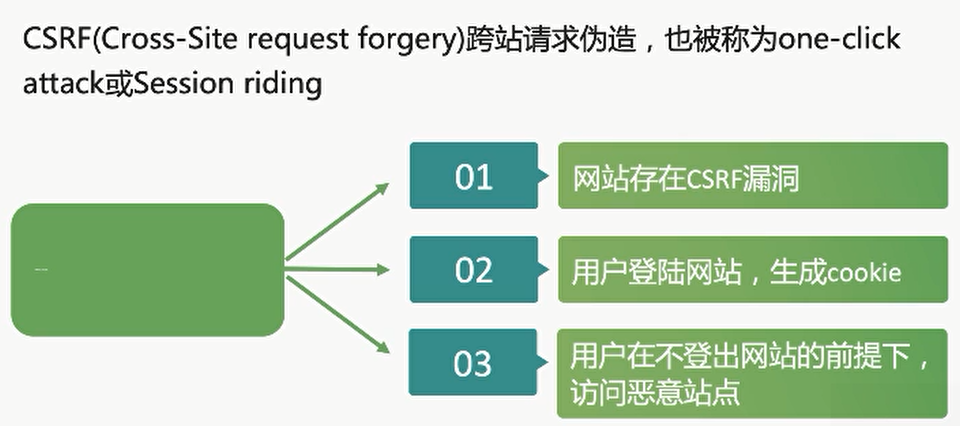 CSRF(Cross-Site request forgery)跨站请求伪造，也被称为one-click
attack或Session riding
01
网站存在CSRF漏洞
02
用户登陆网站，生成cookie
03
用户在不登出网站的前提下，
访问恶意站点